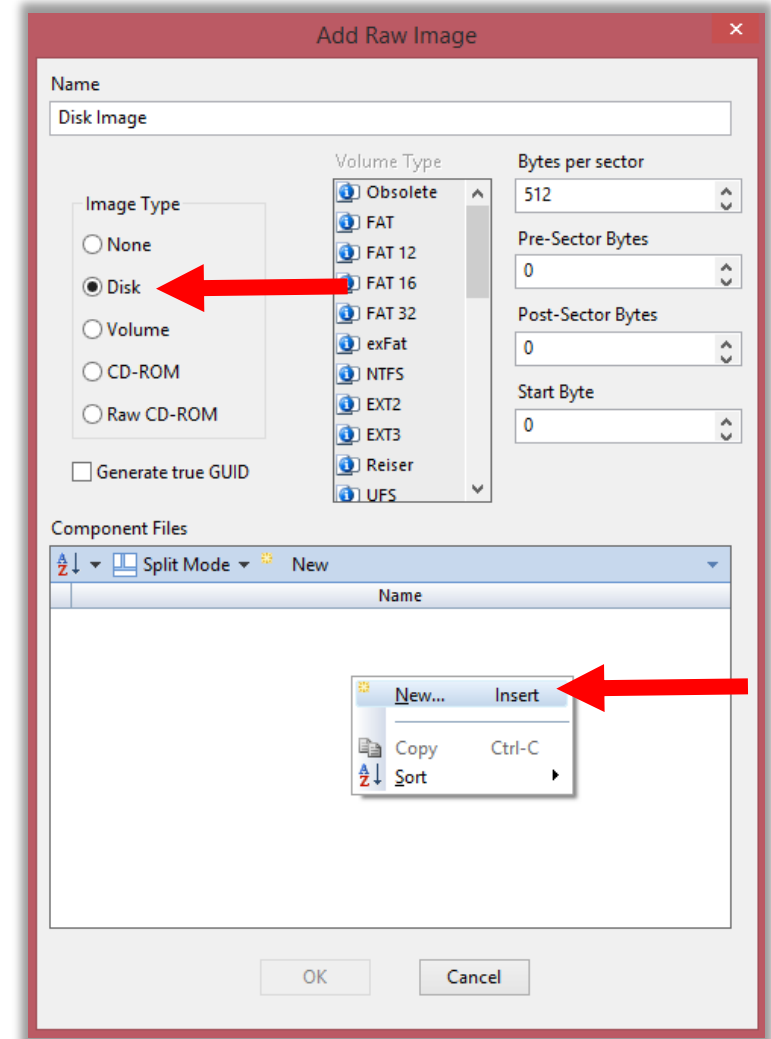 Add Raw Image
Name
Disk Image
Image Type
None
Disk
Volume
CD-ROM
Raw CD-ROM
Generate true GUID
Volume Type
Obsolete
FAT
FAT 12
FAT 16
FAT 32
exFat
NTFS
EXT2
EXT3
Reiser
UFS
Bytes per sector
512
Pre-Sector Bytes
0
Post-Sector Bytes
0
Start Byte
0
Component Files
Split Mode New
Name
New... Insert
Copy Ctrl-C
Sort
OK Cancel